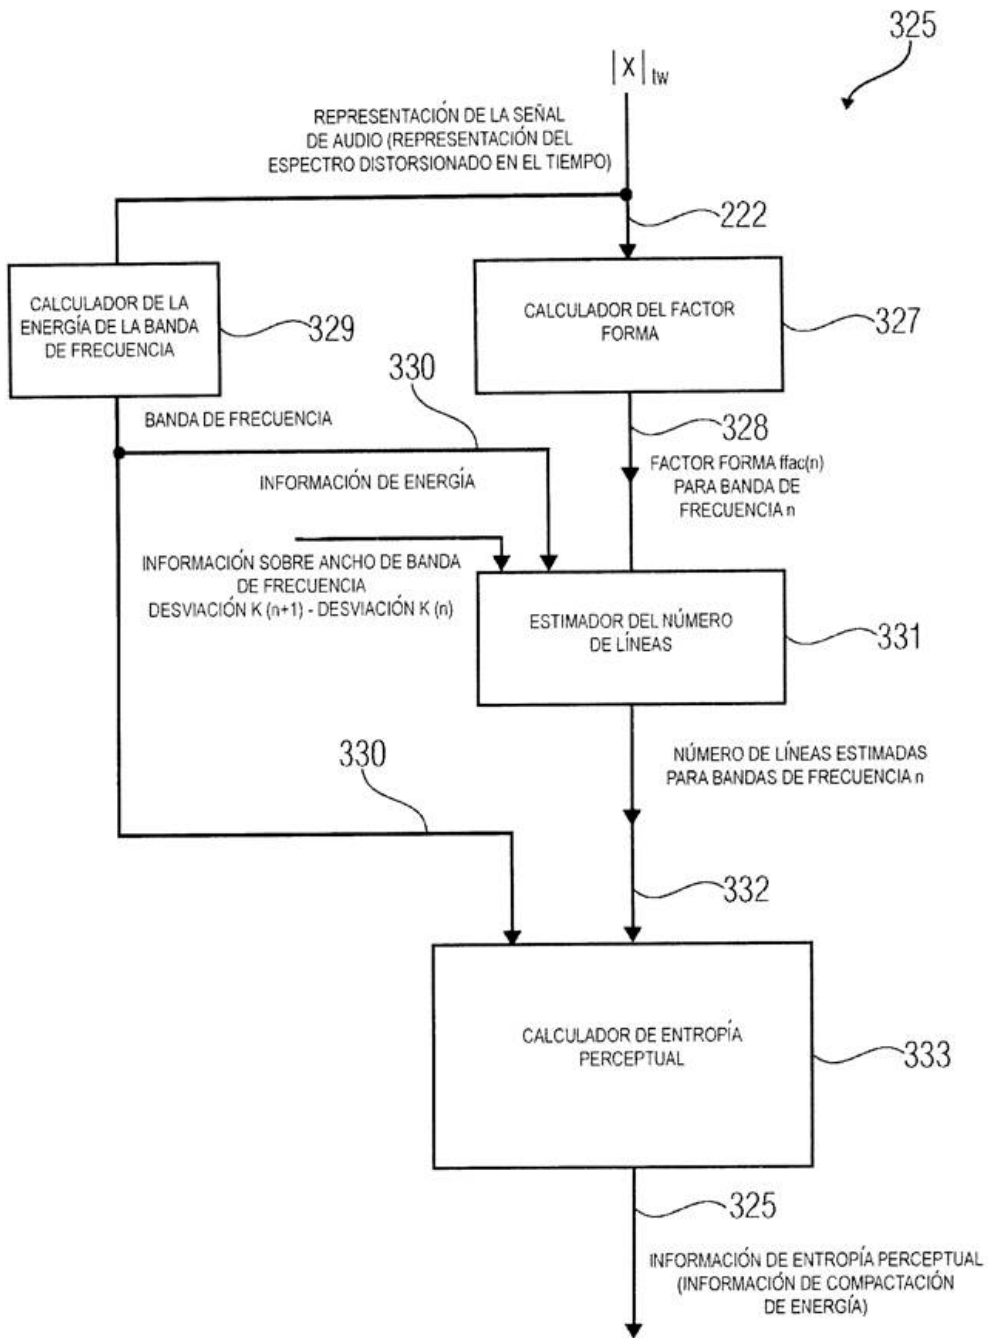 325
|X| tw
REPRESENTACIÓN DE LA SEÑAL
DE AUDIO (REPRESENTACIÓN DEL
ESPECTRO DISTORSIONADO EN EL TIEMPO)
222
CALCULADOR DE LA
ENERGÍA DE LA BANDA
DE FRECUENCIA
329
CALCULADOR DEL FACTOR
FORMA
327
330
BANDA DE FRECUENCIA
328
INFORMACIÓN DE ENERGÍA
FACTOR FORMA ffac(n)
PARA BANDA DE
FRECUENCIA n
INFORMACIÓN SOBRE ANCHO DE BANDA
DE FRECUENCIA
DESVIACIÓN K (n+1) - DESVIACIÓN K (n)
ESTIMADOR DEL NÚMERO
DE LÍNEAS
331
330
NÚMERO DE LÍNEAS ESTIMADAS
PARA BANDAS DE FRECUENCIA n
332
CALCULADOR DE ENTROPÍA
PERCEPTUAL
333
325
INFORMACIÓN DE ENTROPÍA PERCEPTUAL
(INFORMACIÓN DE COMPACTACIÓN
DE ENERGÍA)